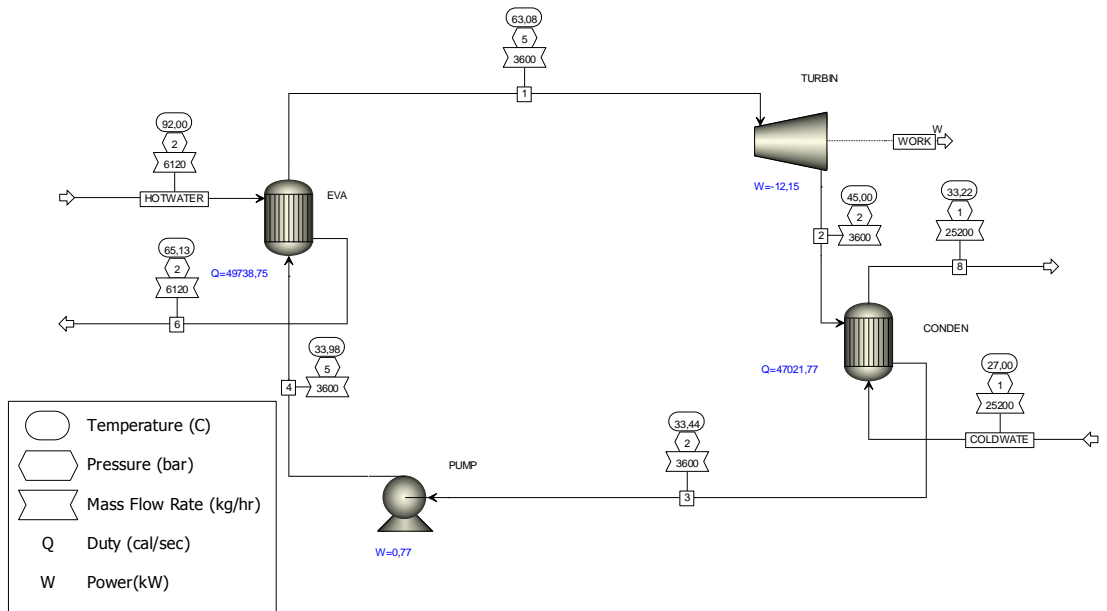 63,08
5
3600
1
TURBIN
W
WORK
W=-12,15
92,00
2
6120
HOTWATER
EVA
65,13
2
6120
Q=49738,75
6
45,00
2
3600
2
33,22
1
25200
8
CONDEN
Q=47021,77
27,00
1
25200
COLDWATE
33,98
5
3600
4
33,44
2
3600
3
PUMP
W=0,77
Temperature (C)
Pressure (bar)
Mass Flow Rate (kg/hr)
Q Duty (cal/sec)
W Power(kW)